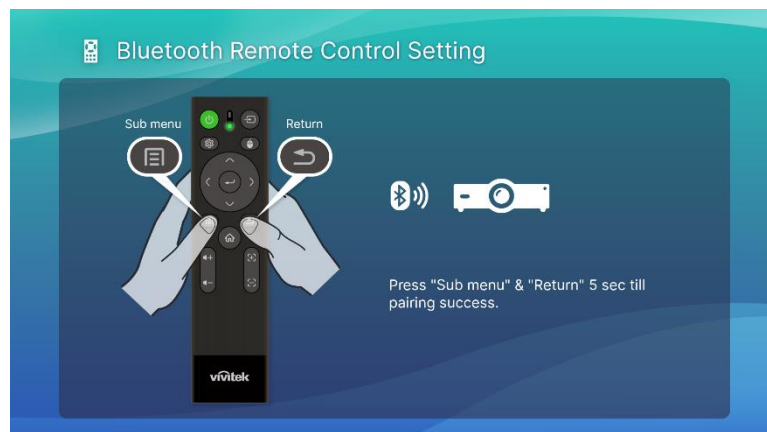 Bluetooth Remote Control Setting
Sub menu
Return
Press "Sub menu" & "Return" 5 sec till
pairing success.
vivitek